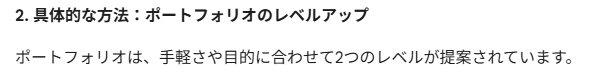 2. 具体的な方法：ポートフォリオのレベルアップ
ポートフォリオは、手軽さや目的に合わせて2つのレベルが提案されています。